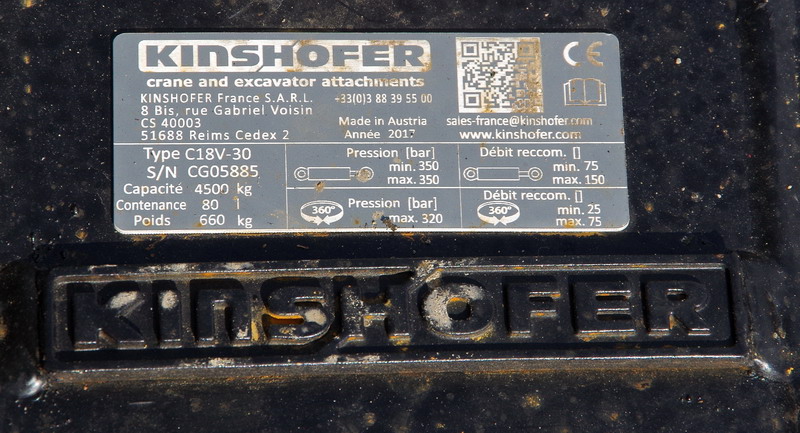 KINSHOFER
crane and excavator attachments
KINSHOFER France S.A.R.L. +33(0)3 88 39 55 00
8 Bis, rue Gabriel Voisin
CS 40003 Made in Austria sales-france@kinshofer.com
51688 Reims Cedex 2 Année 2017 www.kinshofer.com
Type C18V-30 Pression [bar] Débit reccom. []
S/N CG05885 min. 350 min. 75
Capacité 4500 kg max. 350 max. 150
Contenance 80 l 360° Pression [bar] 360° Débit reccom. []
Poids 660 kg max. 320 min. 25
max. 75
KINSHOFER